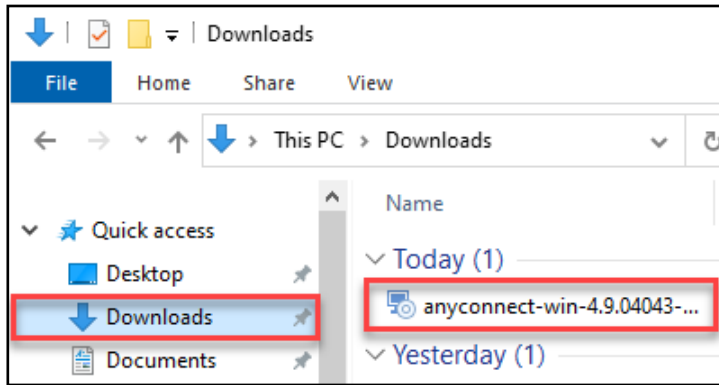 Downloads
File Home Share View
This PC > Downloads
Name
Quick access
Today (1)
Desktop
anyconnect-win-4.9.04043-...
Downloads
Yesterday (1)
Documents